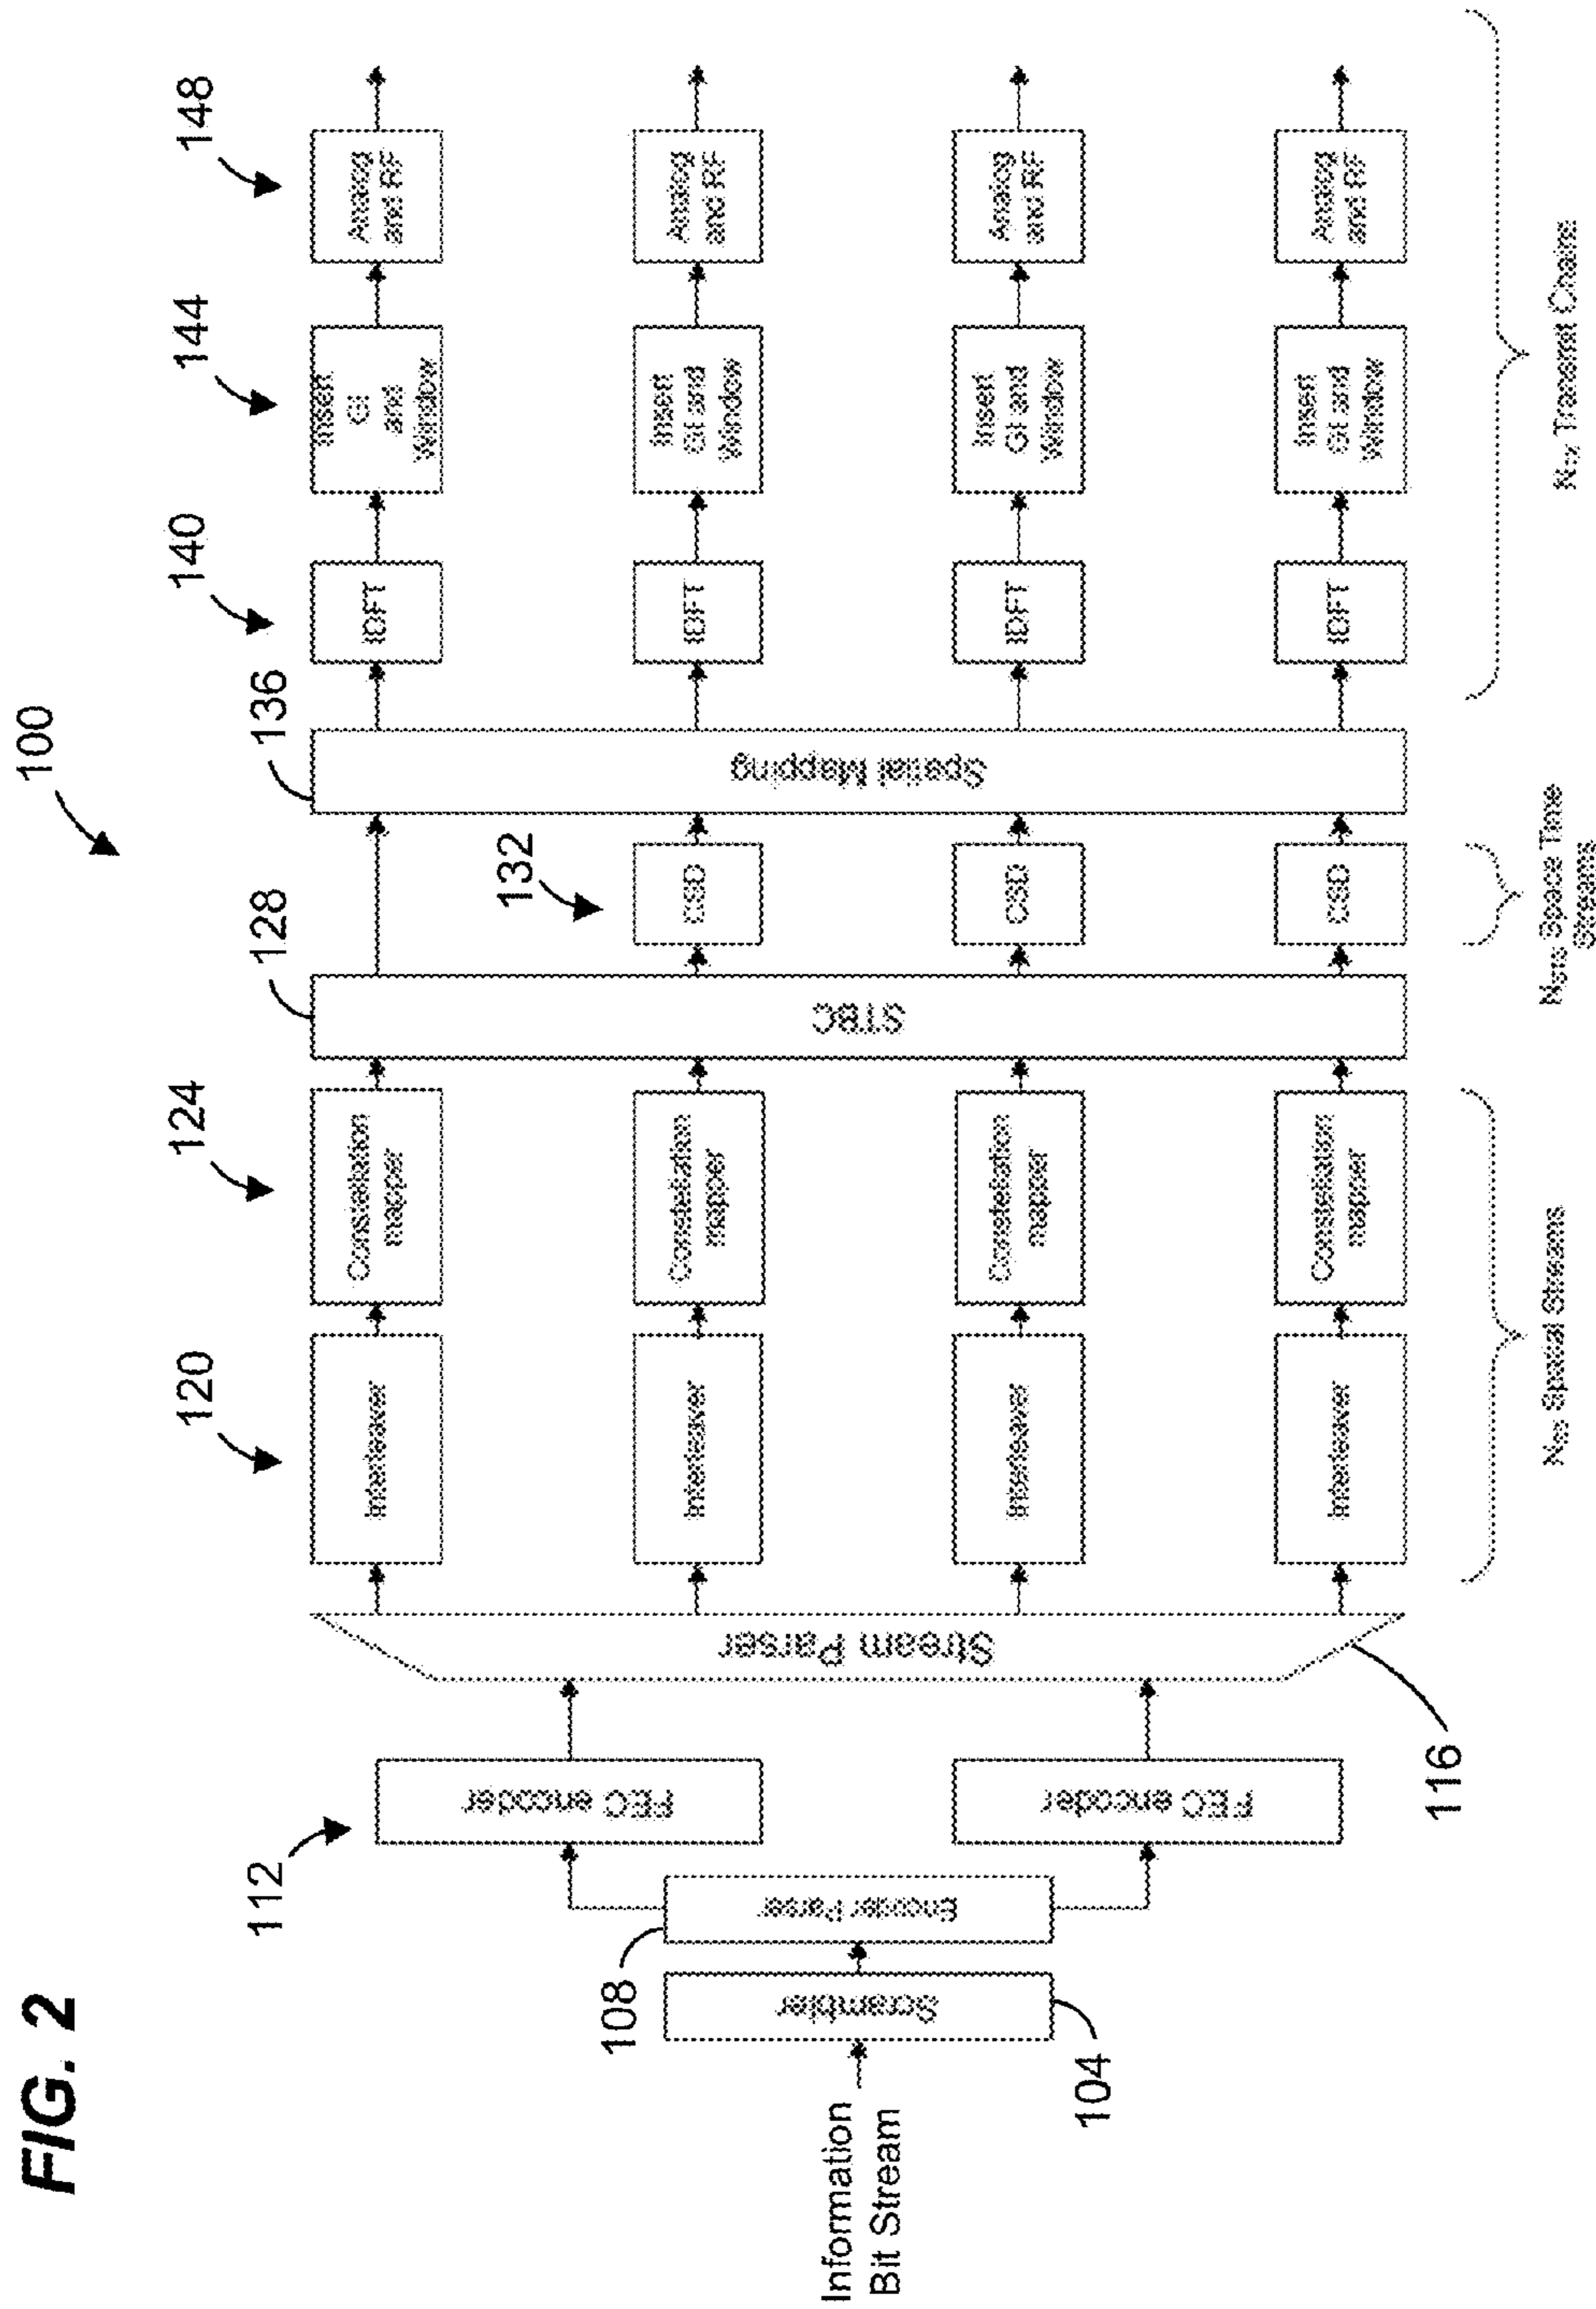 FIG. 2
100
Information
Bit Stream
104
Scrambler
108
Encoder Parser
112
FEC encoder
FEC encoder
116
Stream Parser
120
Interleaver
Interleaver
Interleaver
Interleaver
124
Constellation
mapper
Constellation
mapper
Constellation
mapper
Constellation
mapper
128
STBC
132
CSD
CSD
CSD
136
Spatial Mapping
140
IDFT
IDFT
IDFT
IDFT
144
Insert
GI
and
Window
Insert
GI and
Window
Insert
GI and
Window
Insert
GI and
Window
148
Analog
and RF
Analog
and RF
Analog
and RF
Analog
and RF
Spatial Streams
NSTS Space Time
Streams
Transmit Chains